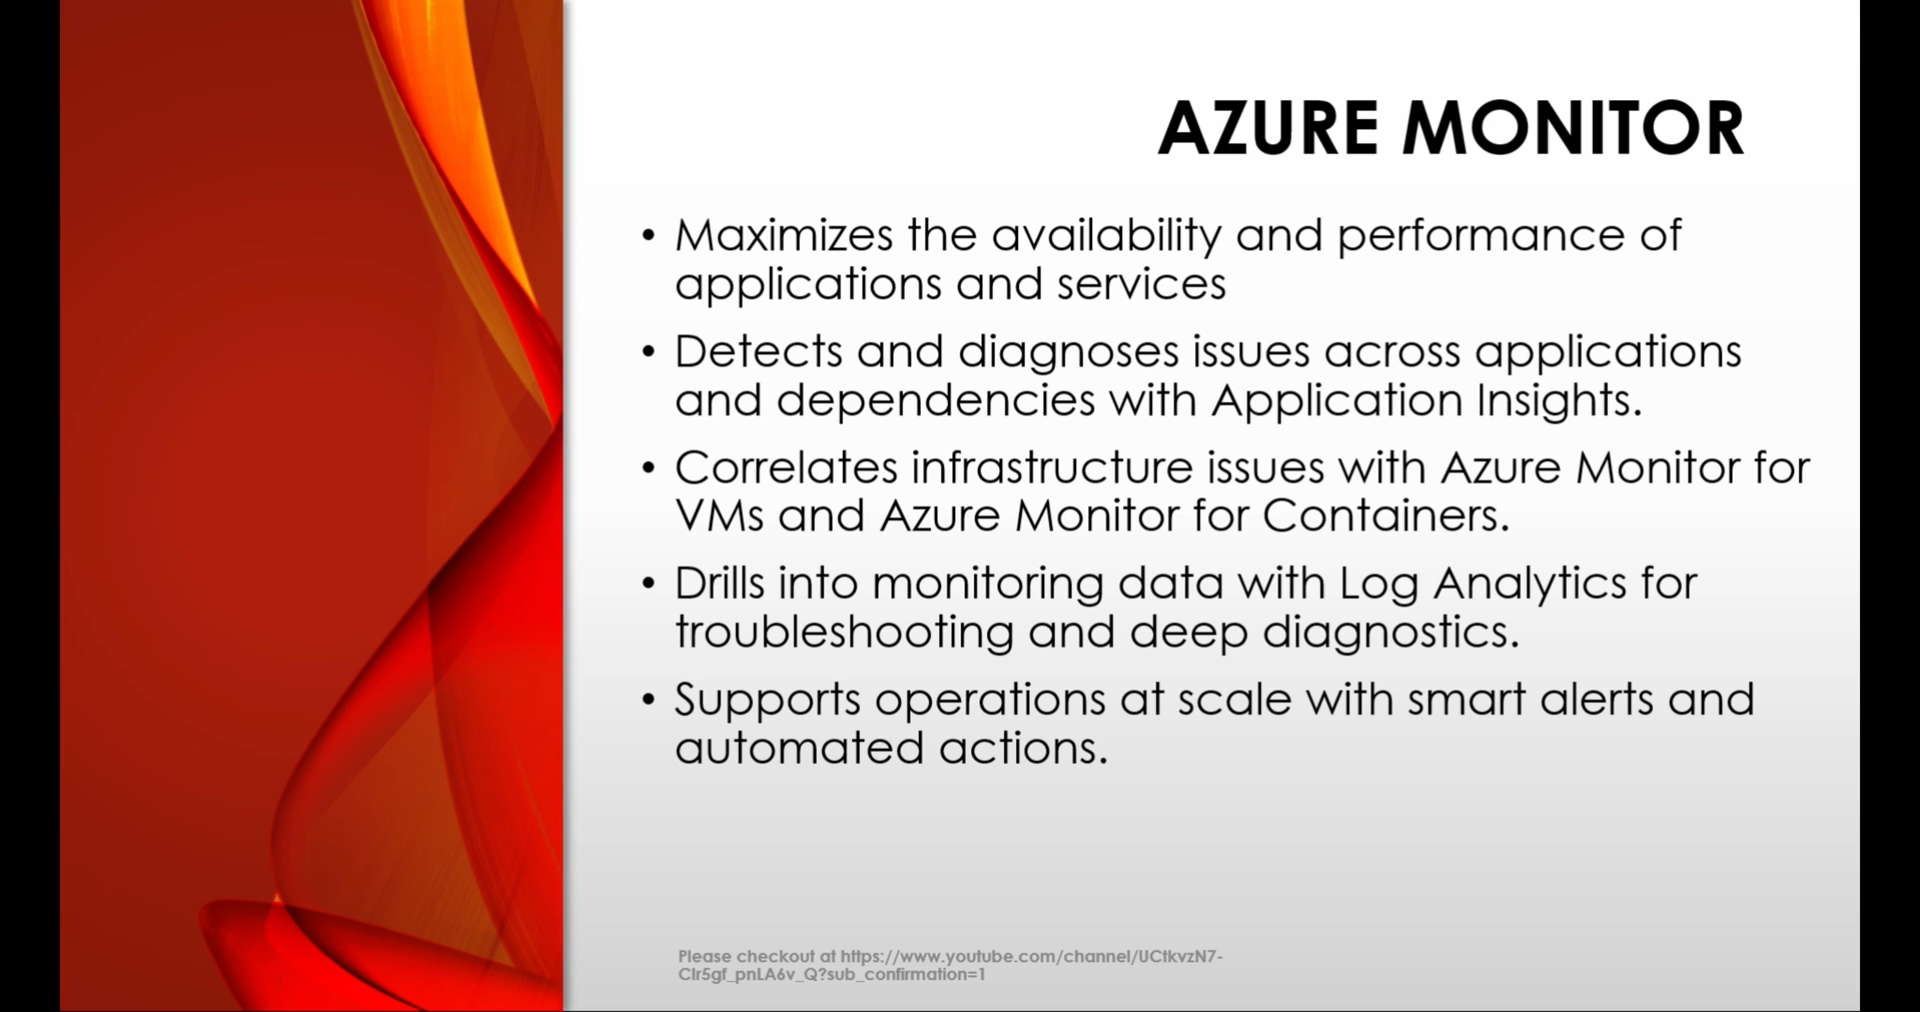 AZURE MONITOR
• Maximizes the availability and performance of
applications and services
• Detects and diagnoses issues across applications
and dependencies with Application Insights.
• Correlates infrastructure issues with Azure Monitor for
VMs and Azure Monitor for Containers.
• Drills into monitoring data with Log Analytics for
troubleshooting and deep diagnostics.
• Supports operations at scale with smart alerts and
automated actions.
Please checkout at https://www.youtube.com/channel/UCtkvzN7-
CIr5gf_pnLA6v_Q?sub_confirmation=1